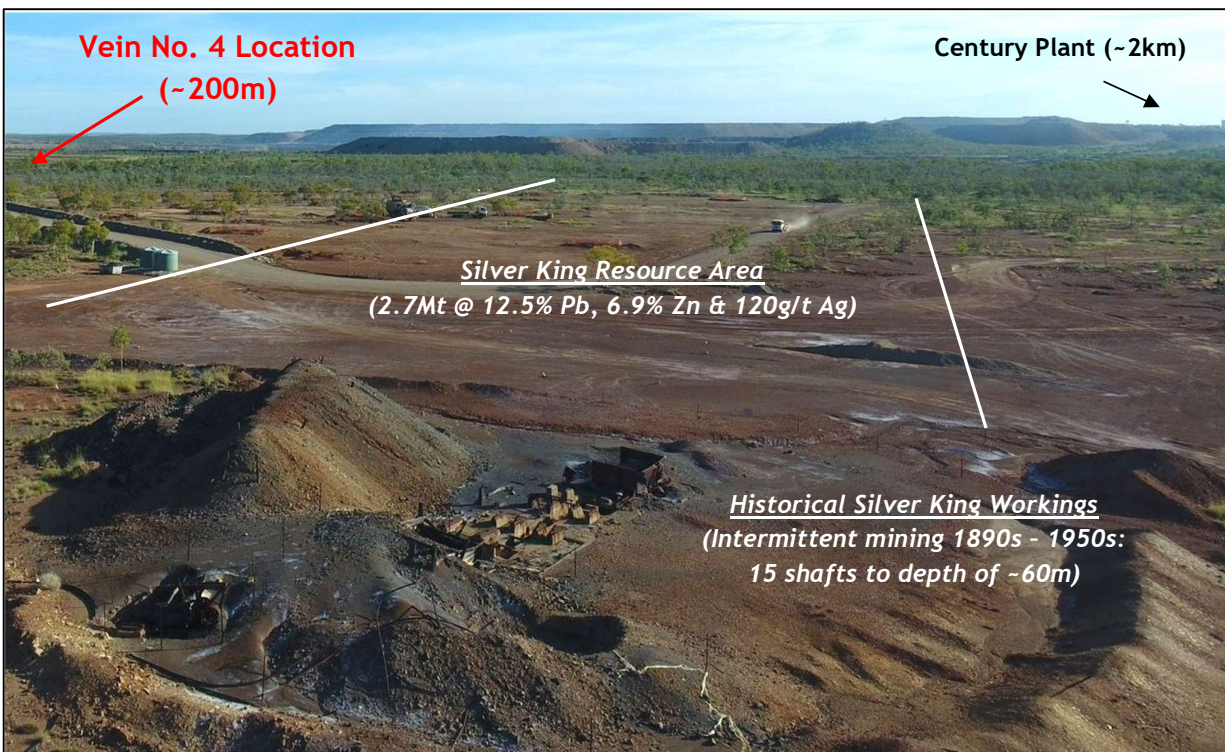 Vein No. 4 Location
(~200m)
Century Plant (~2km)
Silver King Resource Area
(2.7Mt @ 12.5% Pb, 6.9% Zn & 120g/t Ag)
Historical Silver King Workings
(Intermittent mining 1890s – 1950s:
15 shafts to depth of ~60m)